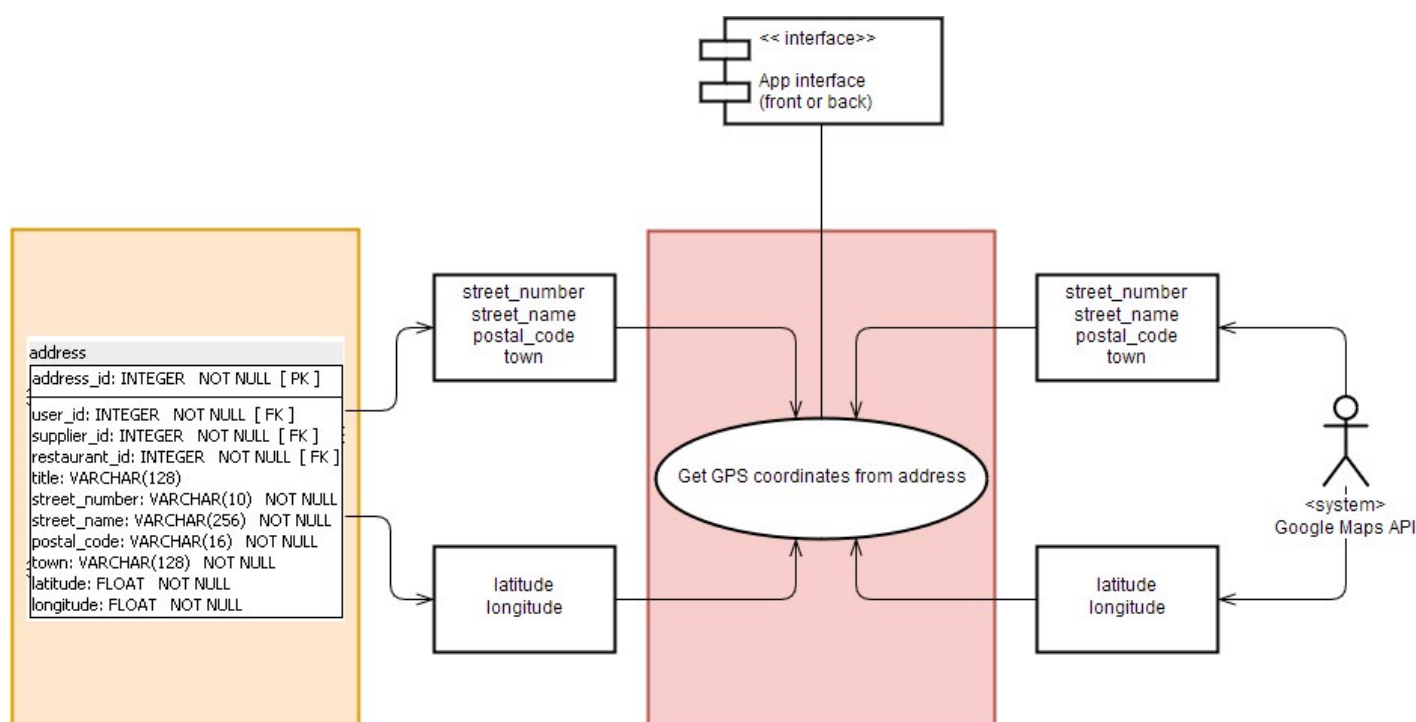 << interface>>
App interface
(front or back)
address
address_id: INTEGER NOT NULL [ PK ]
user_id: INTEGER NOT NULL [ FK ]
supplier_id: INTEGER NOT NULL [ FK ]
restaurant_id: INTEGER NOT NULL [ FK ]
title: VARCHAR(128)
street_number: VARCHAR(10) NOT NULL
street_name: VARCHAR(256) NOT NULL
postal_code: VARCHAR(16) NOT NULL
town: VARCHAR(128) NOT NULL
latitude: FLOAT NOT NULL
longitude: FLOAT NOT NULL
street_number
street_name
postal_code
town
latitude
longitude
Get GPS coordinates from address
street_number
street_name
postal_code
town
latitude
longitude
<system>
Google Maps API